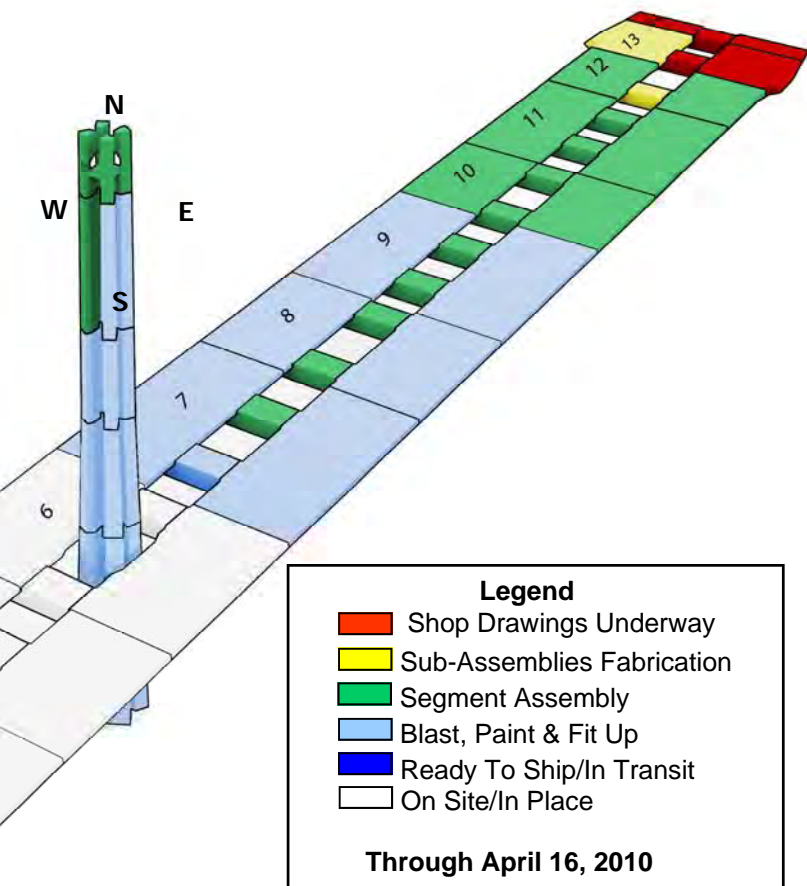 13
12
11
10
9
8
7
6
N
W
E
S
Legend
Shop Drawings Underway
Sub-Assemblies Fabrication
Segment Assembly
Blast, Paint & Fit Up
Ready To Ship/In Transit
On Site/In Place
Through April 16, 2010